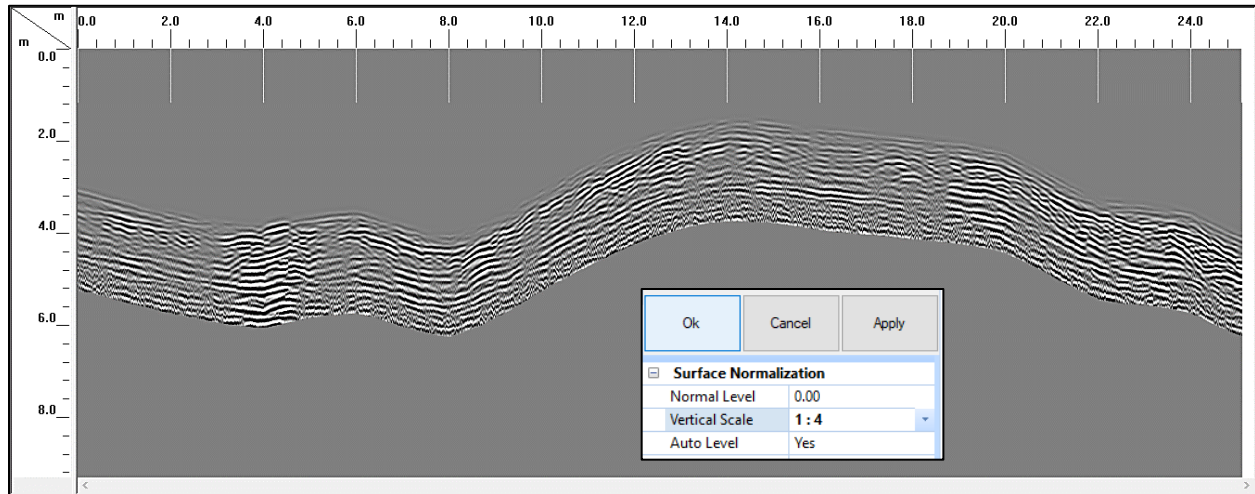 m 0.0 2.0 4.0 6.0 8.0 10.0 12.0 14.0 16.0 18.0 20.0 22.0 24.0
m
0.0
2.0
4.0
6.0
8.0
Ok Cancel Apply
Surface Normalization
Normal Level 0.00
Vertical Scale 1 : 4
Auto Level Yes